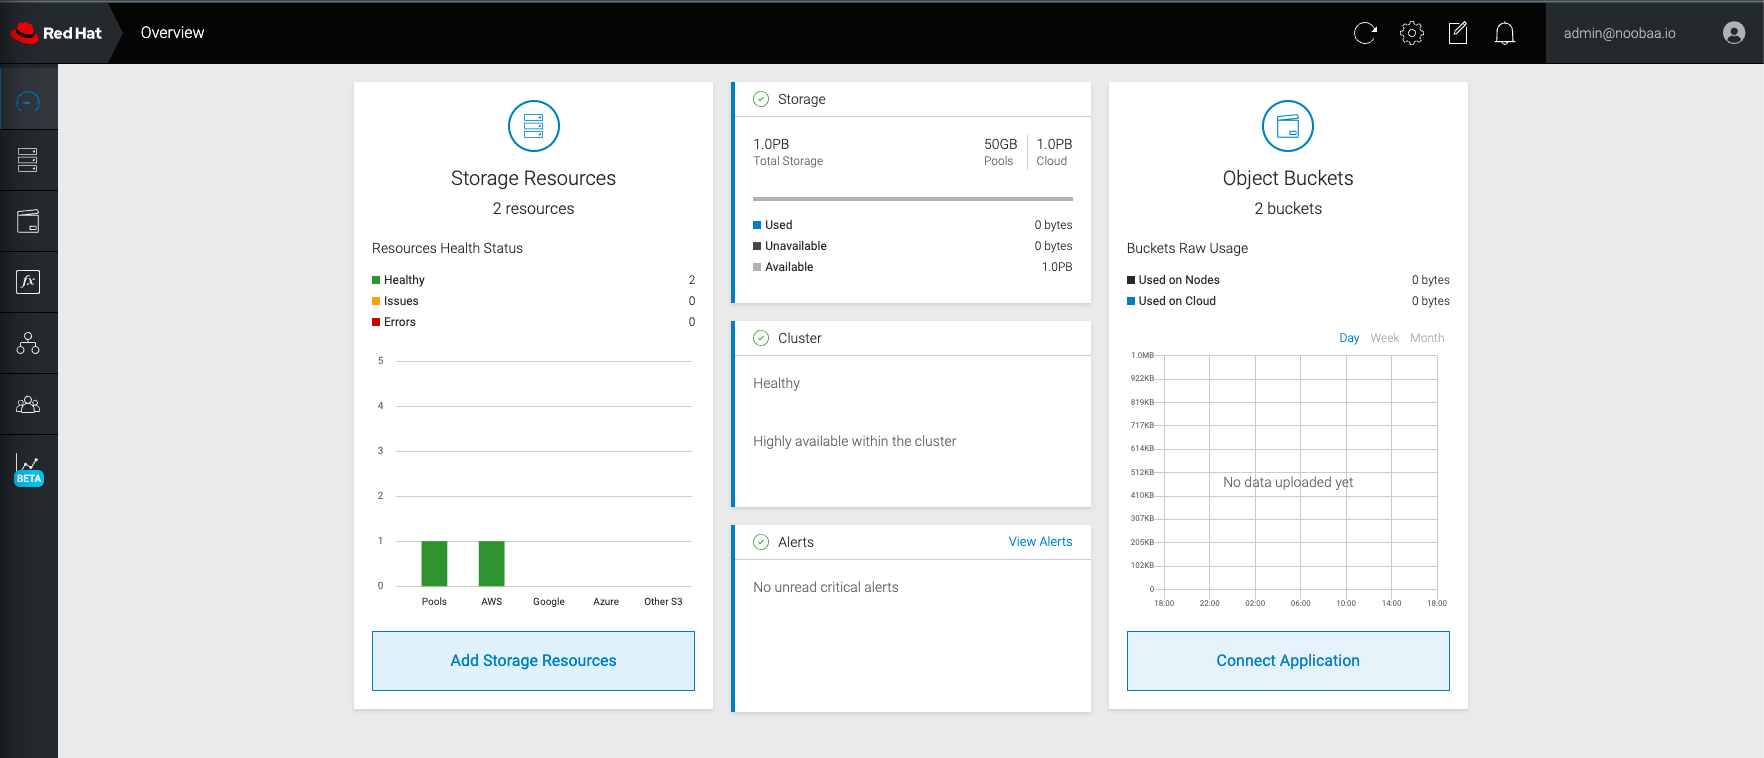 Red Hat
Overview
admin@noobaa.io
BETA
Storage Resources
2 resources
Resources Health Status
Healthy 2
Issues 0
Errors 0
5
4
3
2
1
0
Pools AWS Google Azure Other S3
Add Storage Resources
Storage
1.0PB 50GB 1.0PB
Total Storage Pools Cloud
Used 0 bytes
Unavailable 0 bytes
Available 1.0PB
Cluster
Healthy
Highly available within the cluster
Alerts View Alerts
No unread critical alerts
Object Buckets
2 buckets
Buckets Raw Usage
Used on Nodes 0 bytes
Used on Cloud 0 bytes
Day Week Month
1.0MB
922KB
819KB
717KB
614KB
512KB
No data uploaded yet
410KB
307KB
205KB
102KB
0
18:00 22:00 02:00 06:00 10:00 14:00 18:00
Connect Application
fx